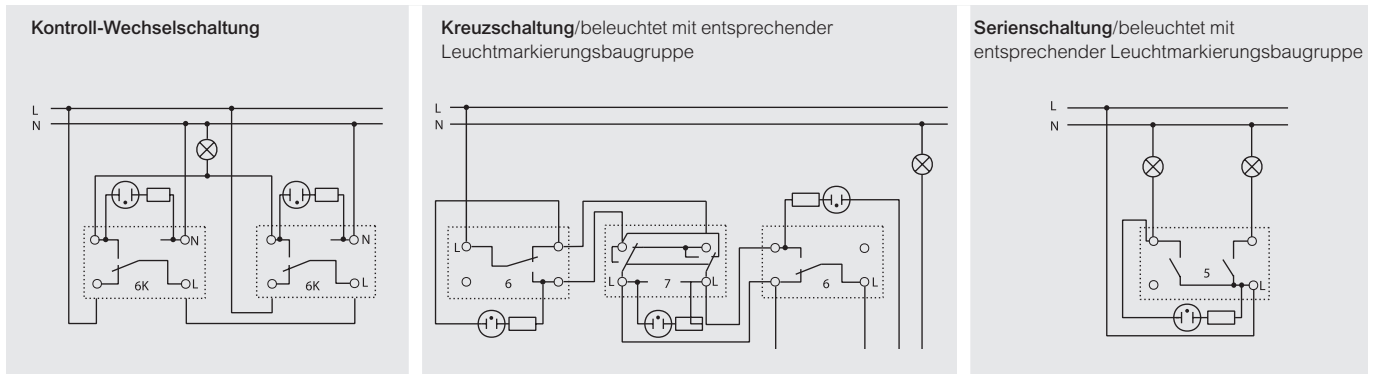 Kontroll-Wechselschaltung
L
N
N
N
6K
L
6K
L
Kreuzschaltung/beleuchtet mit entsprechender
Leuchtmarkierungsbaugruppe
L
N
L
6
L
7
L
6
L
Serienschaltung/beleuchtet mit
entsprechender Leuchtmarkierungsbaugruppe
L
N
5
L